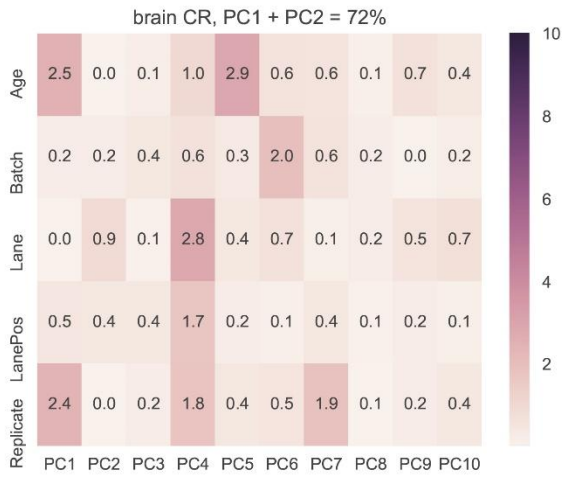 brain CR, PC1 + PC2 = 72%
Age 2.5 0.0 0.1 1.0 2.9 0.6 0.6 0.1 0.7 0.4
Batch 0.2 0.2 0.4 0.6 0.3 2.0 0.6 0.2 0.0 0.2
Lane 0.0 0.9 0.1 2.8 0.4 0.7 0.1 0.2 0.5 0.7
LanePos 0.5 0.4 0.4 1.7 0.2 0.1 0.4 0.1 0.2 0.1
Replicate 2.4 0.0 0.2 1.8 0.4 0.5 1.9 0.1 0.2 0.4
PC1 PC2 PC3 PC4 PC5 PC6 PC7 PC8 PC9 PC10
10
8
6
4
2